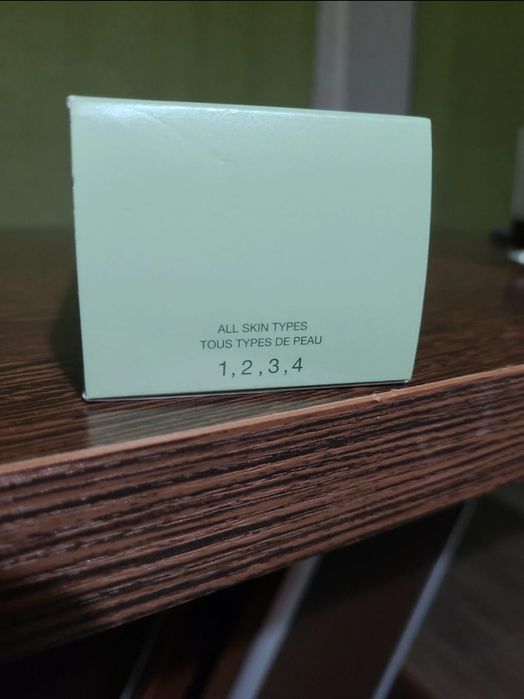 ALL SKIN TYPES
TOUS TYPES DE PEAU
1, 2, 3, 4